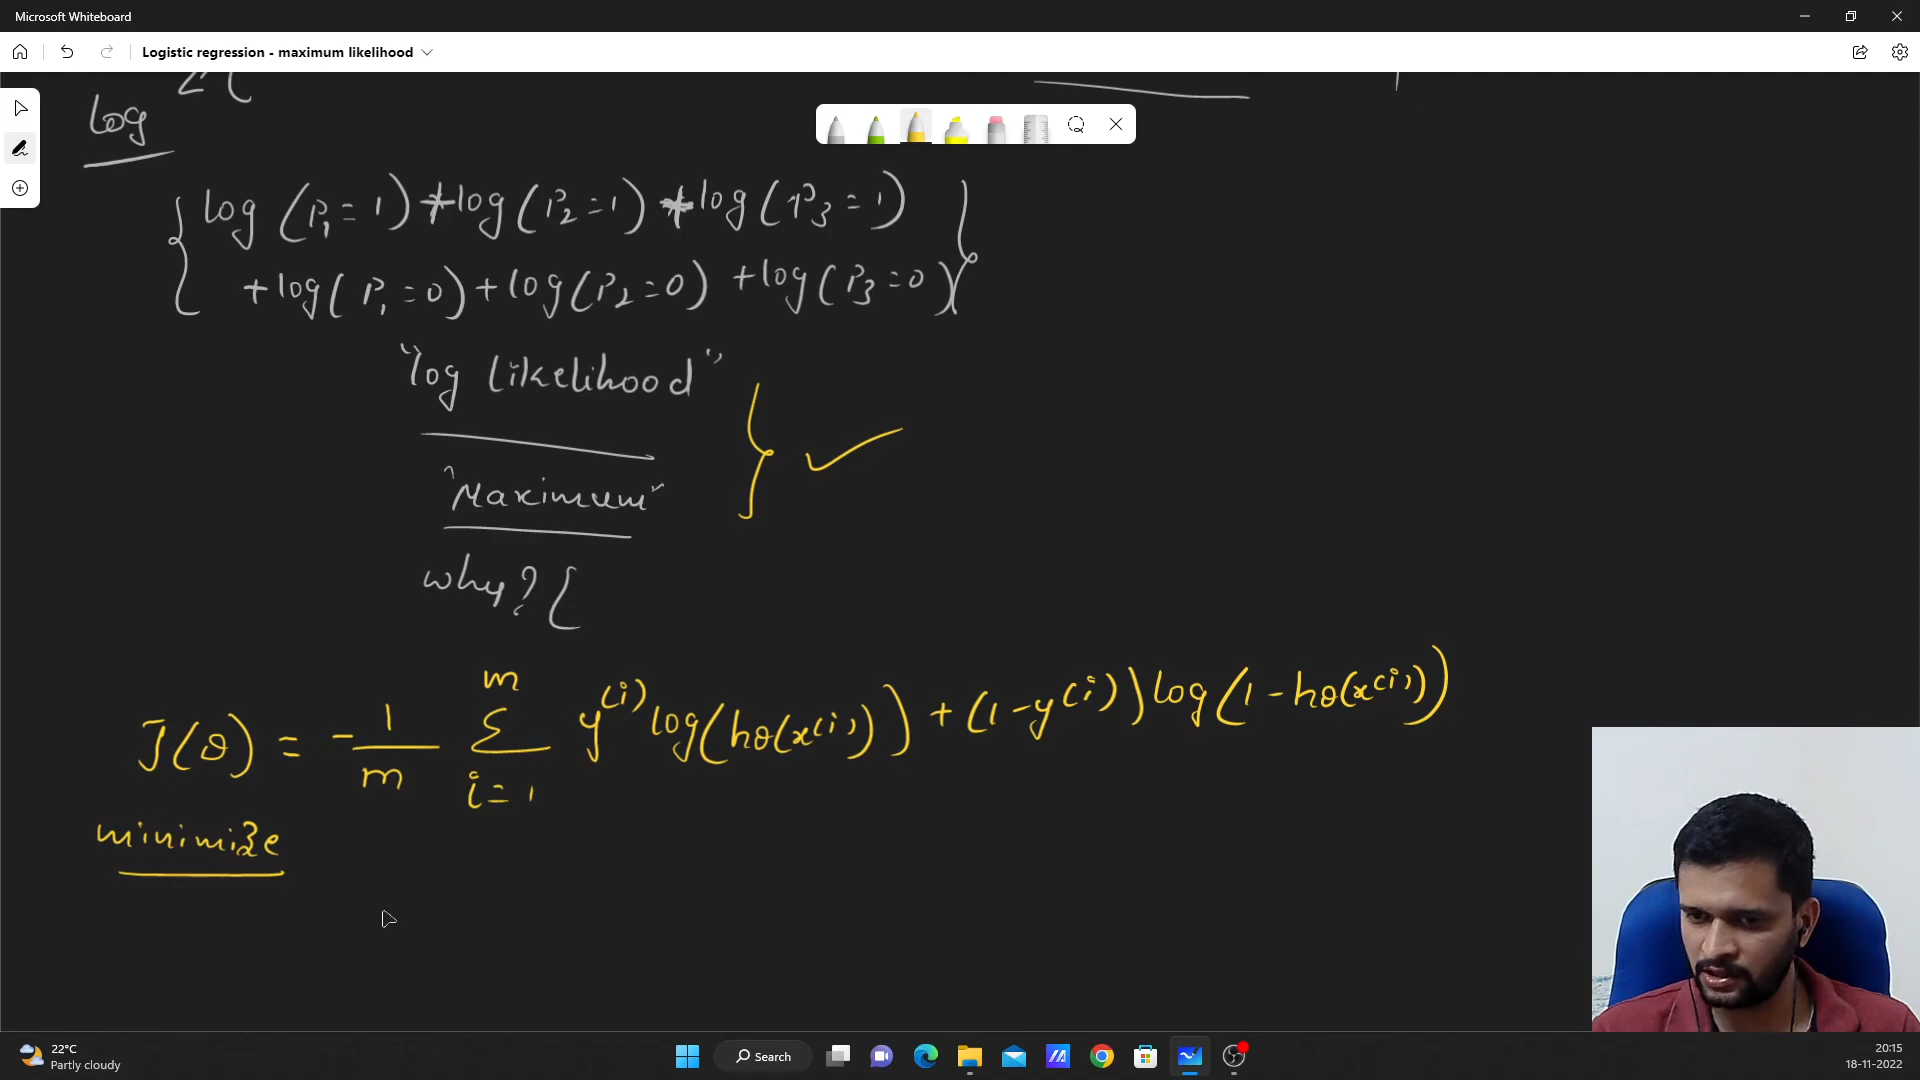 Microsoft Whiteboard
Logistic regression - maximum likelihood
log
{ log (P₁ = 1) + log (P₂ = 1) + log (P₃ = 1)
+ log (P₁ = 0) + log (P₂ = 0) + log (P₃ = 0) }
"log likelihood"
"Maximum"
why? {
J(θ) = - 1/m Σ_{i=1}^{m} y^(i) log(hθ(x^(i))) + (1 - y^(i)) log(1 - hθ(x^(i)))
minimize
22°C
Partly cloudy
Search
20:15
18-11-2022